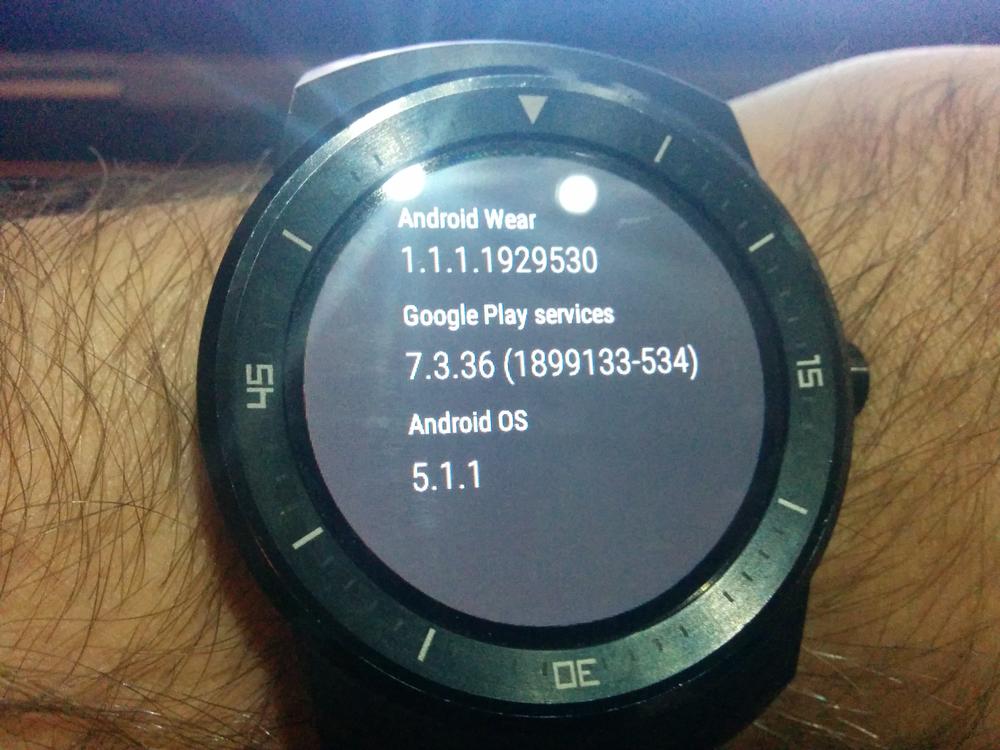 Android Wear
1.1.1.1929530
Google Play services
7.3.36 (1899133-534)
Android OS
5.1.1
45
15
30